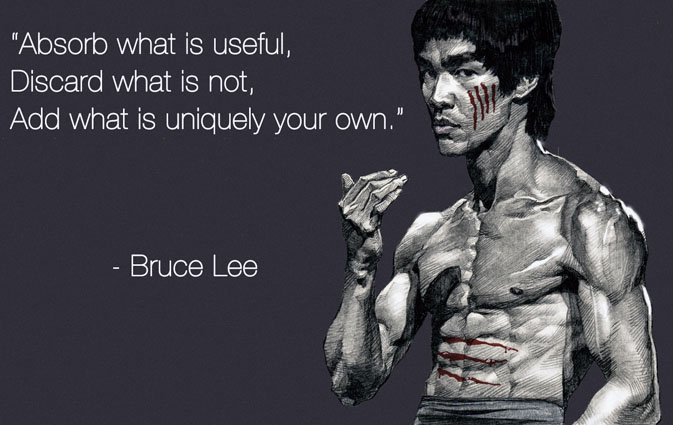 “Absorb what is useful,
Discard what is not,
Add what is uniquely your own.”
- Bruce Lee